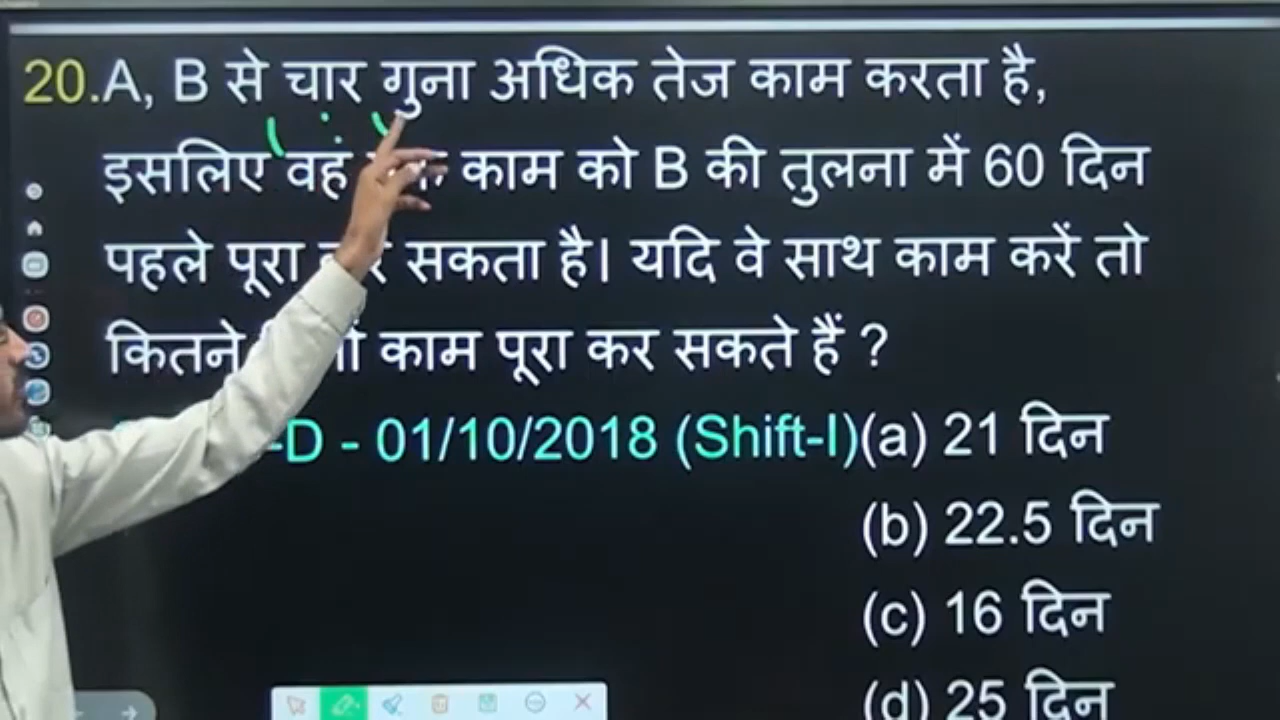 20.A, B से चार गुना अधिक तेज काम करता है,
इसलिए वह काम को B की तुलना में 60 दिन
पहले पूरा सकता है। यदि वे साथ काम करें तो
कितने काम पूरा कर सकते हैं ?
-D - 01/10/2018 (Shift-I)(a) 21 दिन
(b) 22.5 दिन
(c) 16 दिन
(d) 25 दिन